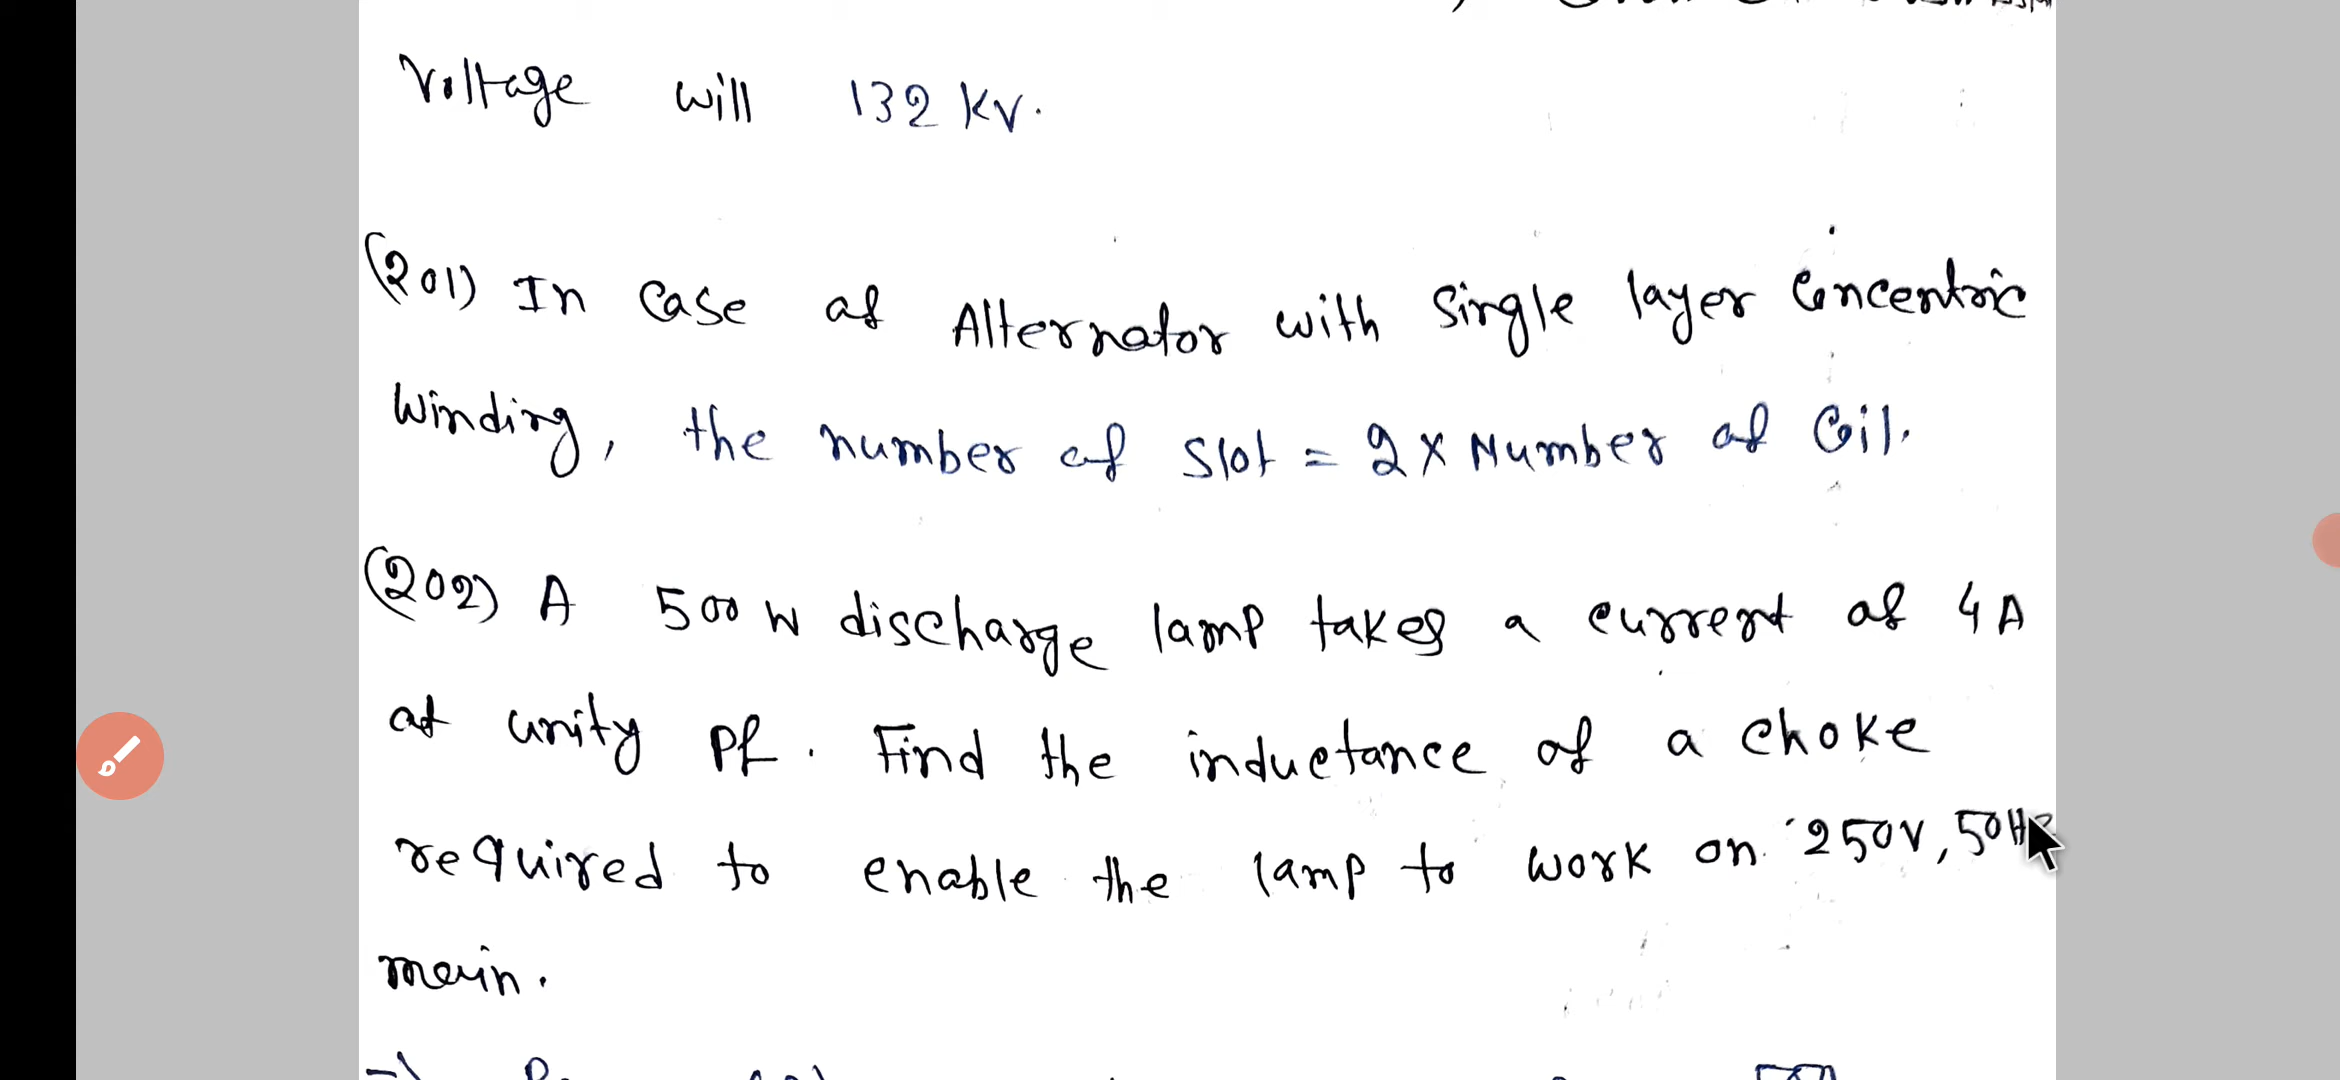 Voltage will 132 KV.
(201) In Case of Alternator with Single layer Concentric
Winding, the number of Slot = 2 X Number of Coil.
(202) A 500 W discharge lamp takes a current of 4 A
at unity Pf. Find the inductance of a choke
required to enable the lamp to work on 250V, 50Hz
main.